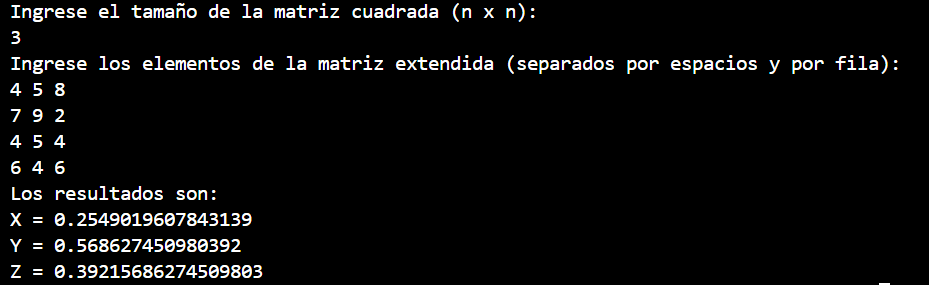 Ingrese el tamaño de la matriz cuadrada (n x n):
3
Ingrese los elementos de la matriz extendida (separados por espacios y por fila):
4 5 8
7 9 2
4 5 4
6 4 6
Los resultados son:
X = 0.2549019607843139
Y = 0.568627450980392
Z = 0.39215686274509803